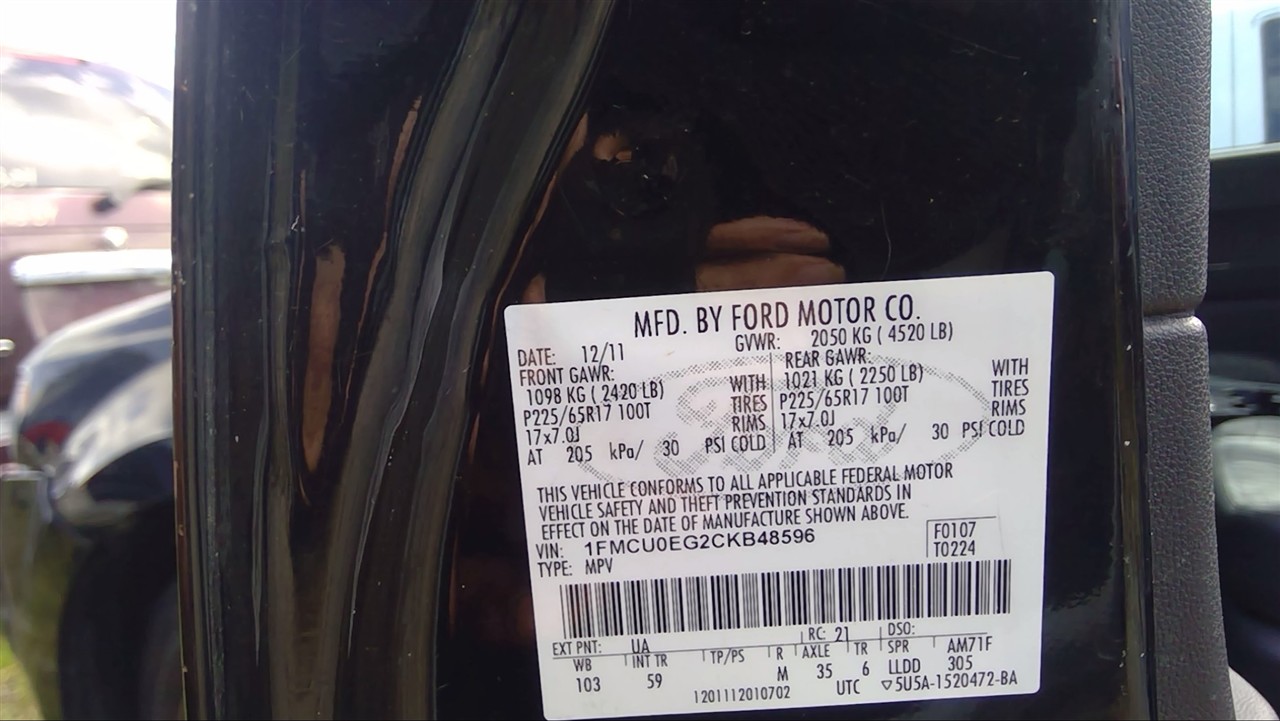 MFD. BY FORD MOTOR CO.
DATE: 12/11 GVWR: 2050 KG ( 4520 LB)
FRONT GAWR: REAR GAWR:
1098 KG ( 2420 LB) WITH 1021 KG ( 2250 LB) WITH
P225/65R17 100T TIRES P225/65R17 100T TIRES
17x7.0J RIMS 17x7.0J RIMS
AT 205 kPa/ 30 PSI COLD AT 205 kPa/ 30 PSI COLD
THIS VEHICLE CONFORMS TO ALL APPLICABLE FEDERAL MOTOR
VEHICLE SAFETY AND THEFT PREVENTION STANDARDS IN
EFFECT ON THE DATE OF MANUFACTURE SHOWN ABOVE.
VIN: 1FMCU0EG2CKB48596 F0107
TYPE: MPV T0224
EXT PNT: UA RC: 21 DSO:
WB INT TR TP/PS R AXLE TR SPR AM71F
103 59 M 35 6 LLDD 305
1201112010702 UTC ▽5U5A-1520472-BA
Ford